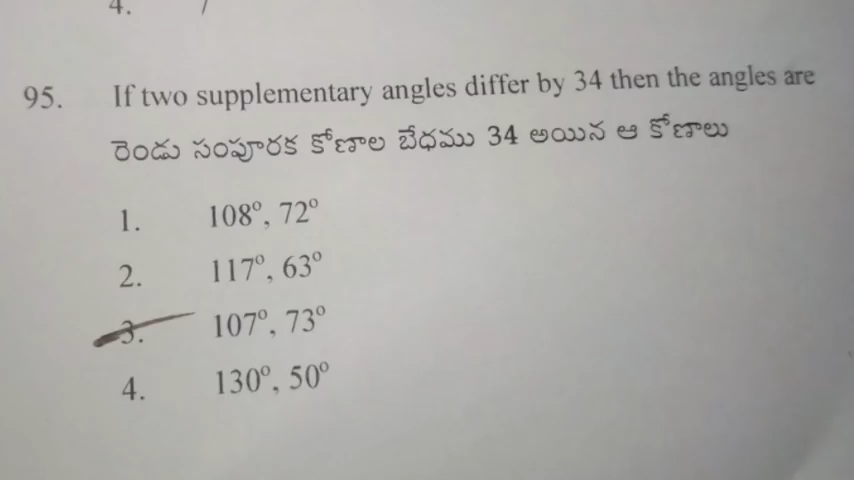 4.
95. If two supplementary angles differ by 34 then the angles are
రెండు సంపూరక కోణాల బేధము 34 అయిన ఆ కోణాలు
1. 108°, 72°
2. 117°, 63°
3. 107°, 73°
4. 130°, 50°